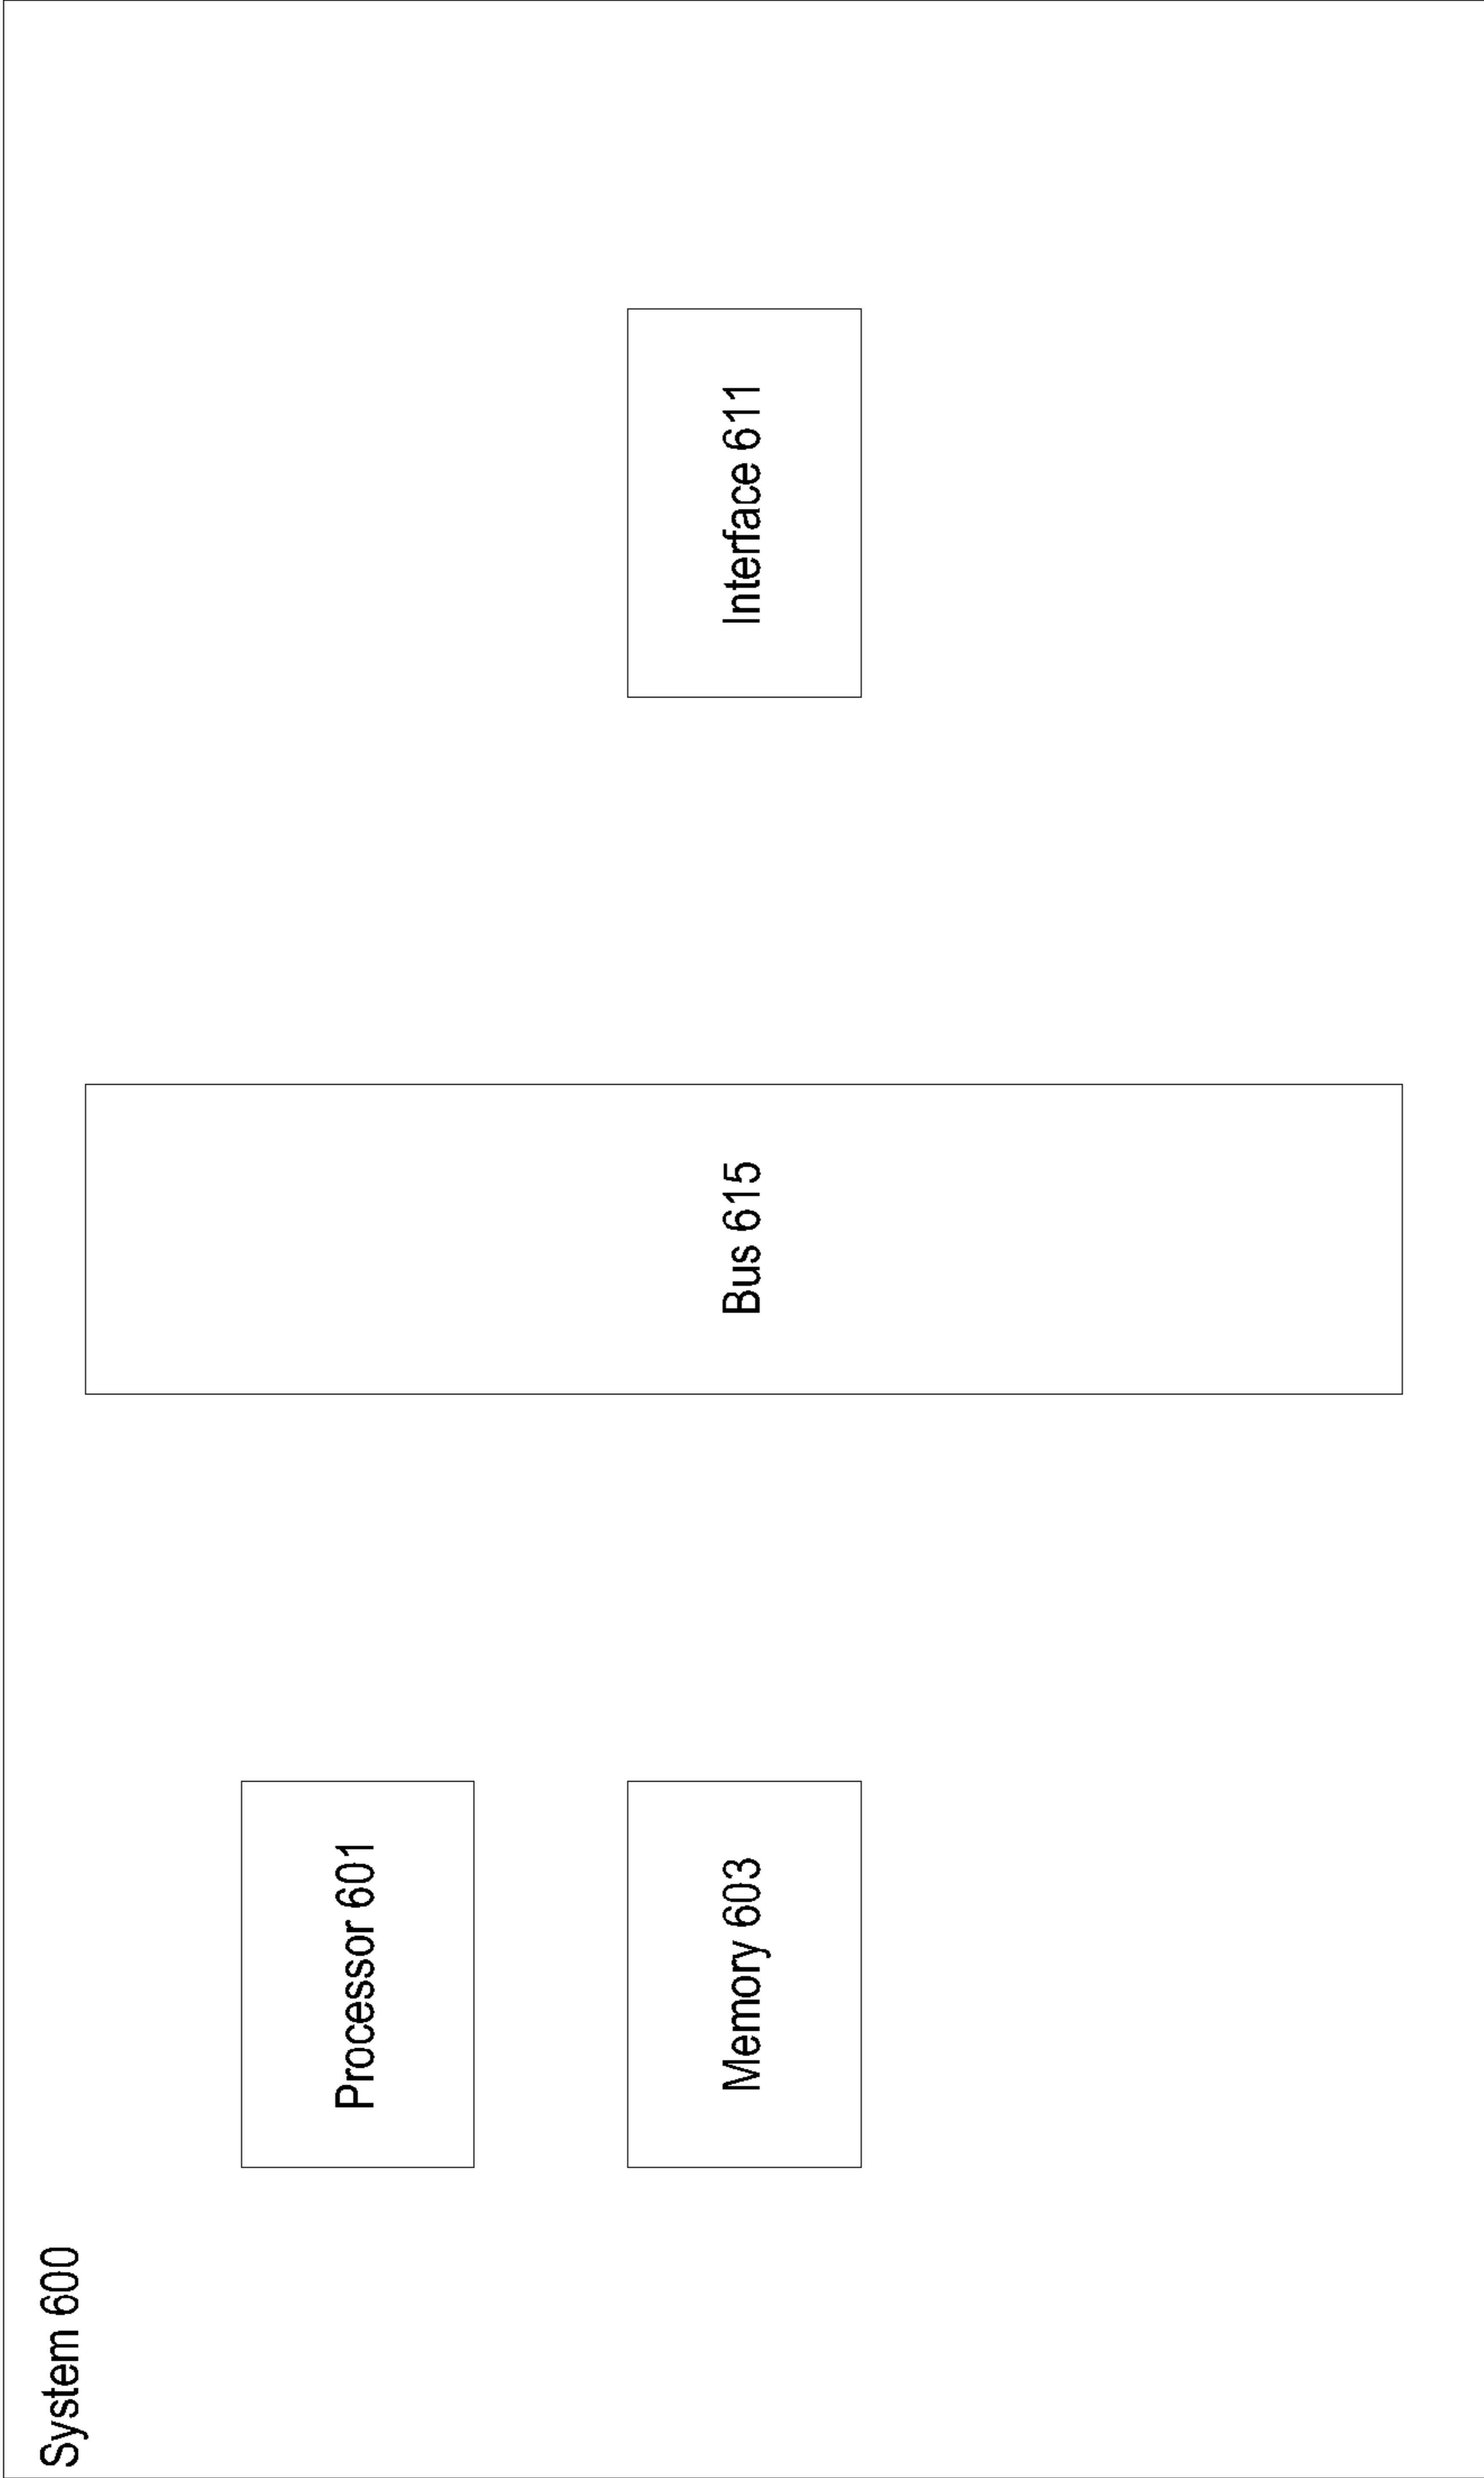 System 600
Processor 601
Memory 603
Bus 615
Interface 611